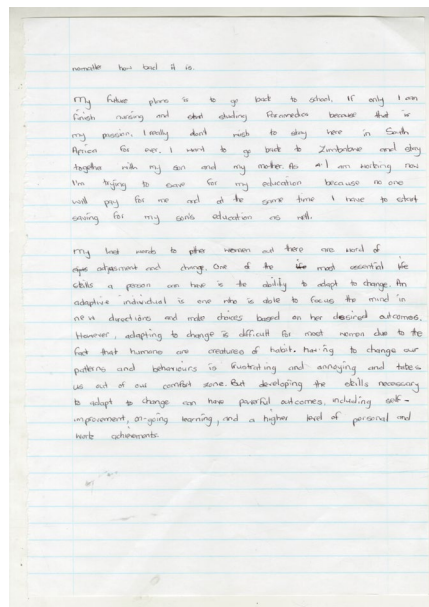 nomatte how bad it is.
My future plans is to go back to school. If only I can
finish nursing and start studing Paramedics because that is
my passion. I really dont wish to stay here in South
Africa for ever. I want to go back to Zimbabwe and stay
together with my son and my mother. As I am working now
I'm trying to save for my education because no one
will pay for me and at the same time I have to start
saving for my son's education as well.
My last words to other women out there are word of
adjasment and change. One of the most essential life
skills a person can have is the ability to adapt to change. An
adaptive individual is one who is able to focus the mind in
new directions and make choices based on her desired outcomes.
However, adapting to change is difficult for most women due to the
fact that humans are creatures of habit. Having to change our
patterns and behaviours is fustrating and annoying and takes
us out of our comfort zone. But developing the skills necessary
to adapt to change can have powerful outcomes, including self-
improvement, on-going learning, and a higher level of personal and
work achievements.